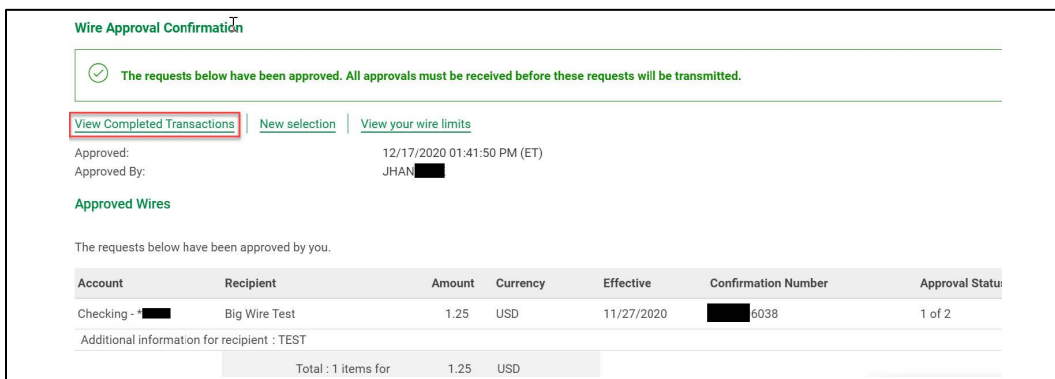 Wire Approval Confirmation
The requests below have been approved. All approvals must be received before these requests will be transmitted.
View Completed Transactions New selection View your wire limits
Approved: 12/17/2020 01:41:50 PM (ET)
Approved By: JHAN
Approved Wires
The requests below have been approved by you.
Account Recipient Amount Currency Effective Confirmation Number Approval Status
Checking - * Big Wire Test 1.25 USD 11/27/2020 6038 1 of 2
Additional information for recipient : TEST
Total : 1 items for 1.25 USD